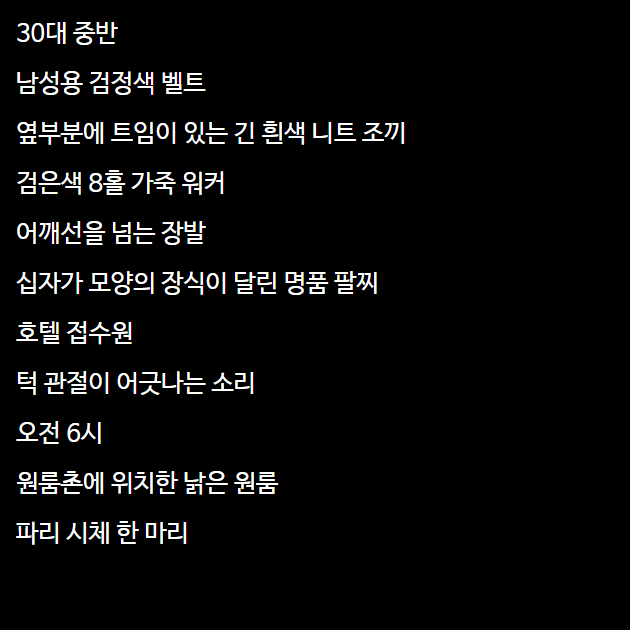 30대 중반
남성용 검정색 벨트
옆부분에 트임이 있는 긴 흰색 니트 조끼
검은색 8홀 가죽 워커
어깨선을 넘는 장발
십자가 모양의 장식이 달린 명품 팔찌
호텔 접수원
턱 관절이 어긋나는 소리
오전 6시
원룸촌에 위치한 낡은 원룸
파리 시체 한 마리